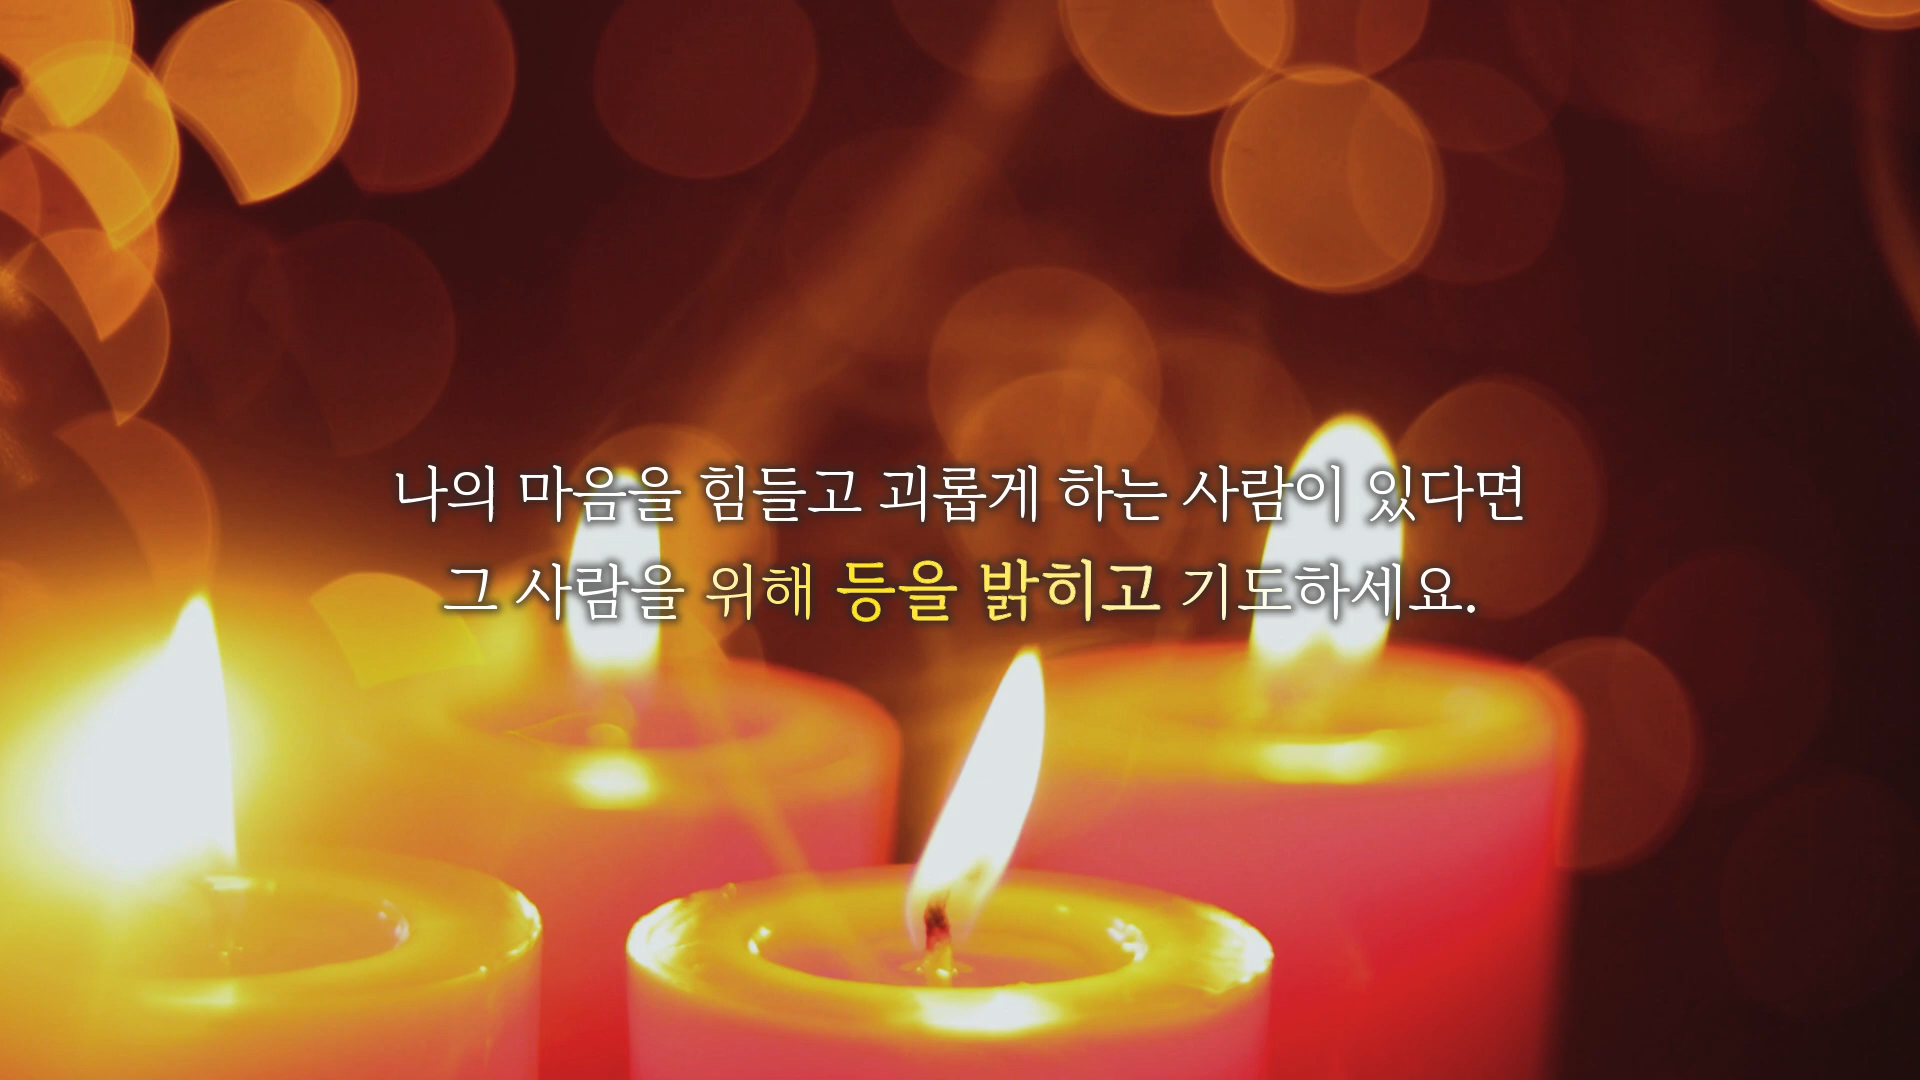 나의 마음을 힘들고 괴롭게 하는 사람이 있다면
그 사람을 위해 등을 밝히고 기도하세요.